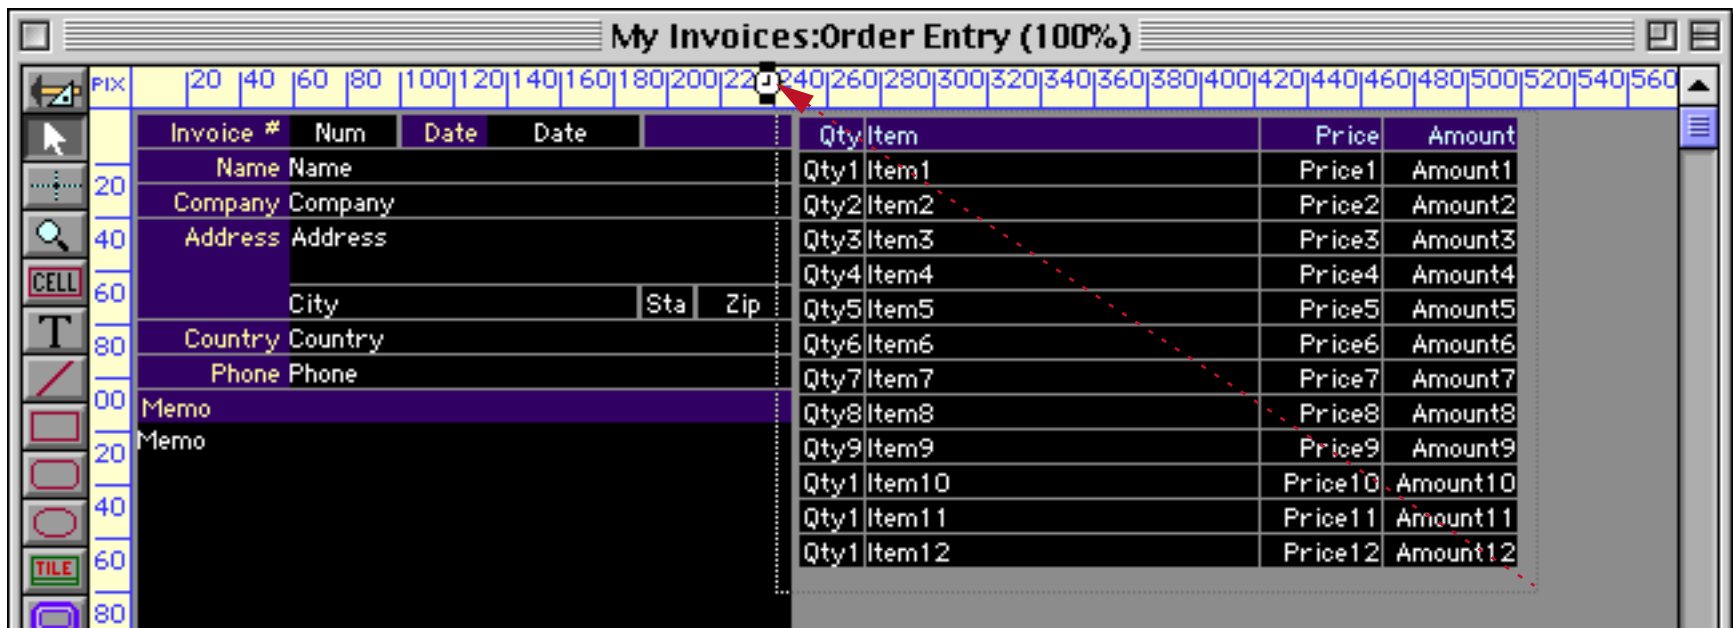 My Invoices:Order Entry (100%)
PIX 20 40 60 80 100 120 140 160 180 200 22 240 260 280 300 320 340 360 380 400 420 440 460 480 500 520 540 560
Invoice # Num Date Date Qty Item Price Amount
Name Name Qty1 Item1 Price1 Amount1
20
Company Company Qty2 Item2 Price2 Amount2
40 Address Address Qty3 Item3 Price3 Amount3
CELL Qty4 Item4 Price4 Amount4
60 City Sta Zip Qty5 Item5 Price5 Amount5
T 80 Country Country Qty6 Item6 Price6 Amount6
Phone Phone Qty7 Item7 Price7 Amount7
00 Memo Qty8 Item8 Price8 Amount8
20 Memo Qty9 Item9 Price9 Amount9
Qty1 Item10 Price10 Amount10
40 Qty1 Item11 Price11 Amount11
TILE 60 Qty1 Item12 Price12 Amount12
80